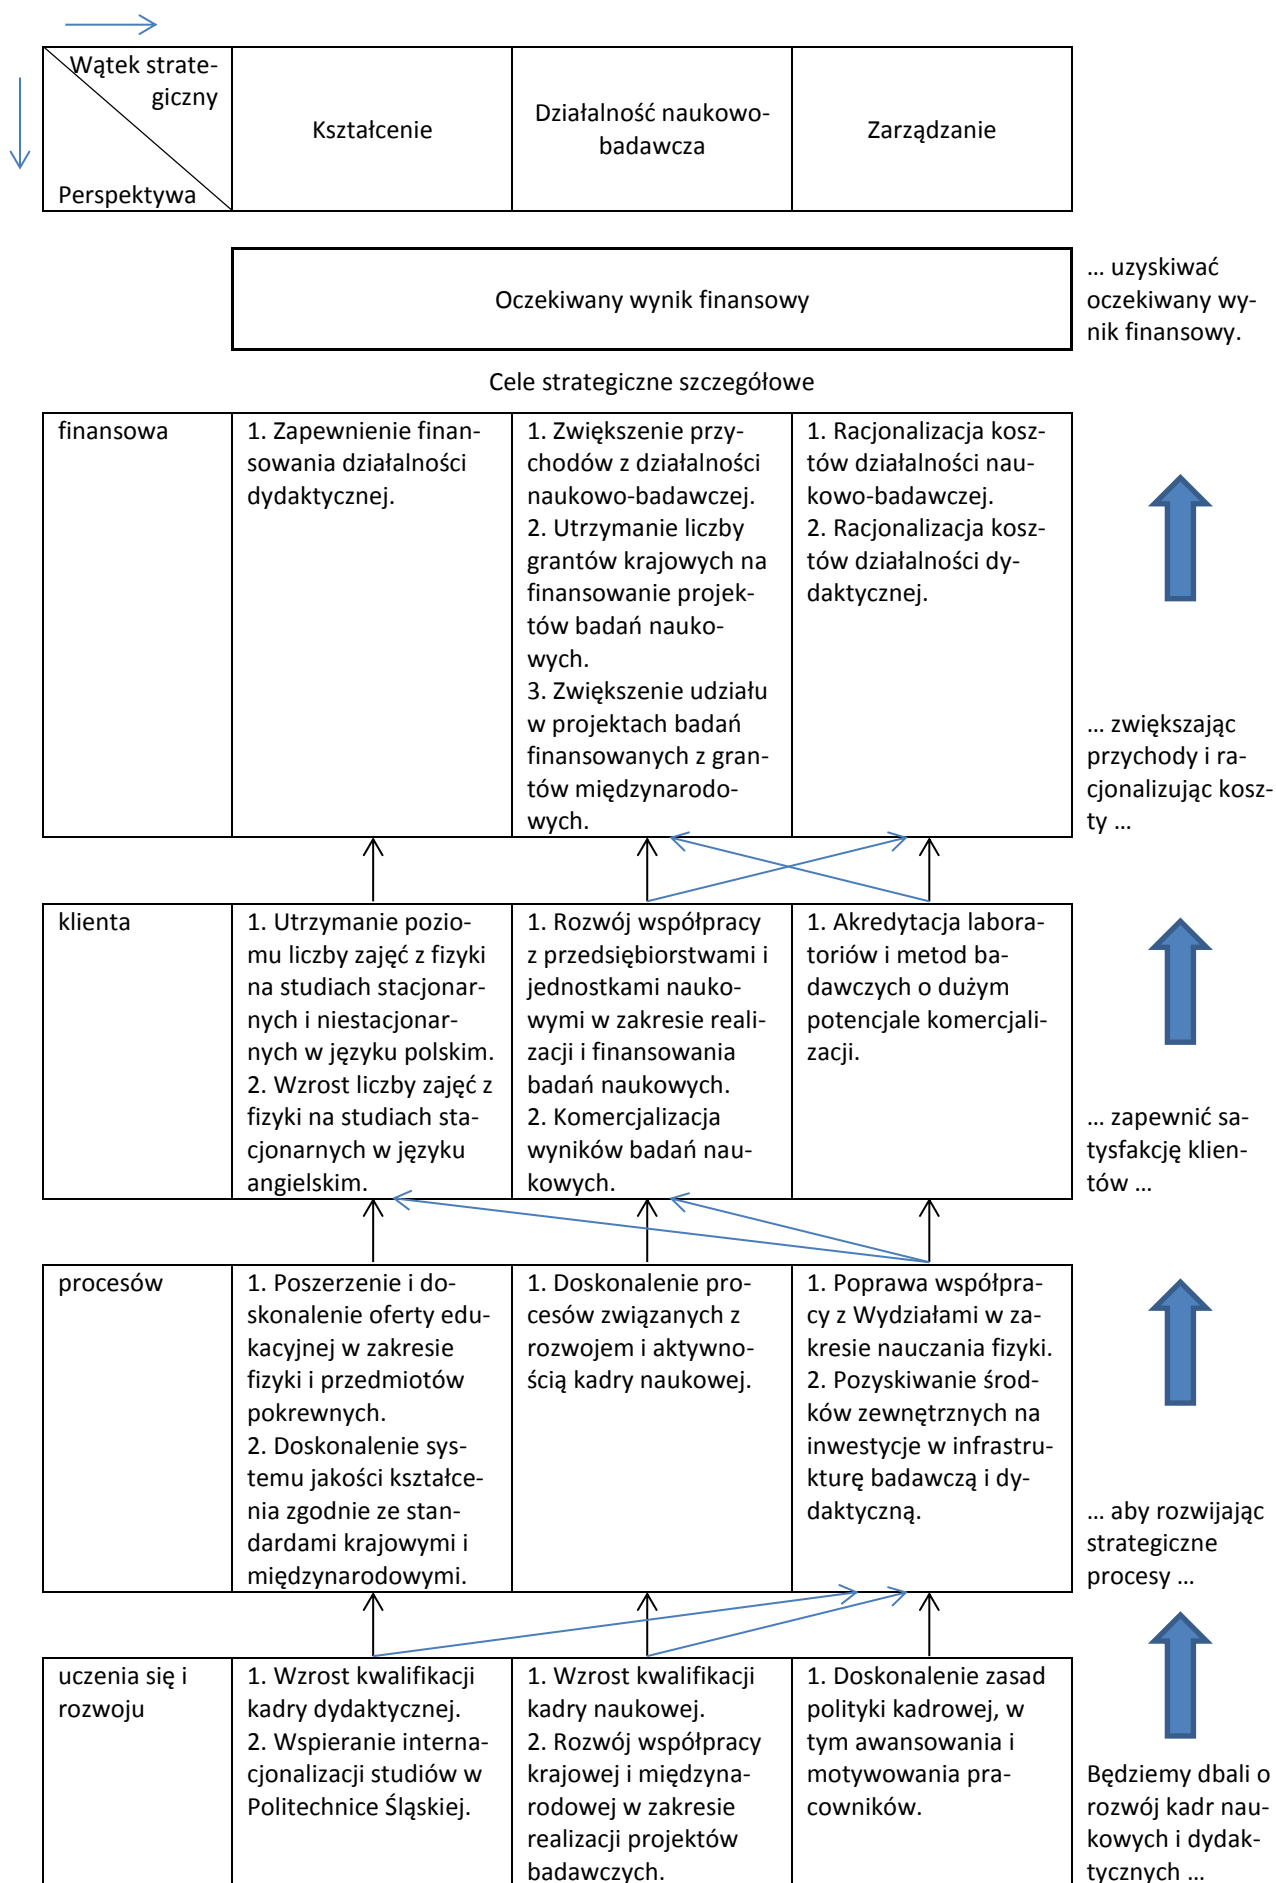 Wątek strate-
giczny
Perspektywa
Kształcenie
Działalność naukowo-
badawcza
Zarządzanie
Oczekiwany wynik finansowy
… uzyskiwać
oczekiwany wy-
nik finansowy.
Cele strategiczne szczegółowe
finansowa
1. Zapewnienie finan-
sowania działalności
dydaktycznej.
1. Zwiększenie przy-
chodów z działalności
naukowo-badawczej.
2. Utrzymanie liczby
grantów krajowych na
finansowanie projek-
tów badań nauko-
wych.
3. Zwiększenie udziału
w projektach badań
finansowanych z gran-
tów międzynarodo-
wych.
1. Racjonalizacja kosz-
tów działalności nau-
kowo-badawczej.
2. Racjonalizacja kosz-
tów działalności dy-
daktycznej.
… zwiększając
przychody i ra-
cjonalizując kosz-
ty …
klienta
1. Utrzymanie pozio-
mu liczby zajęć z fizyki
na studiach stacjonar-
nych i niestacjonar-
nych w języku polskim.
2. Wzrost liczby zajęć z
fizyki na studiach sta-
cjonarnych w języku
angielskim.
1. Rozwój współpracy
z przedsiębiorstwami i
jednostkami nauko-
wymi w zakresie reali-
zacji i finansowania
badań naukowych.
2. Komercjalizacja
wyników badań nau-
kowych.
1. Akredytacja labora-
toriów i metod ba-
dawczych o dużym
potencjale komercjali-
zacji.
… zapewnić sa-
tysfakcję klien-
tów …
procesów
1. Poszerzenie i do-
skonalenie oferty edu-
kacyjnej w zakresie
fizyki i przedmiotów
pokrewnych.
2. Doskonalenie sys-
temu jakości kształce-
nia zgodnie ze stan-
dardami krajowymi i
międzynarodowymi.
1. Doskonalenie pro-
cesów związanych z
rozwojem i aktywno-
ścią kadry naukowej.
1. Poprawa współpra-
cy z Wydziałami w za-
kresie nauczania fizyki.
2. Pozyskiwanie środ-
ków zewnętrznych na
inwestycje w infrastru-
kturę badawczą i dy-
daktyczną.
… aby rozwijając
strategiczne
procesy …
uczenia się i
rozwoju
1. Wzrost kwalifikacji
kadry dydaktycznej.
2. Wspieranie interna-
cjonalizacji studiów w
Politechnice Śląskiej.
1. Wzrost kwalifikacji
kadry naukowej.
2. Rozwój współpracy
krajowej i międzyna-
rodowej w zakresie
realizacji projektów
badawczych.
1. Doskonalenie zasad
polityki kadrowej, w
tym awansowania i
motywowania pra-
cowników.
Będziemy dbali o
rozwój kadr nau-
kowych i dydak-
tycznych …